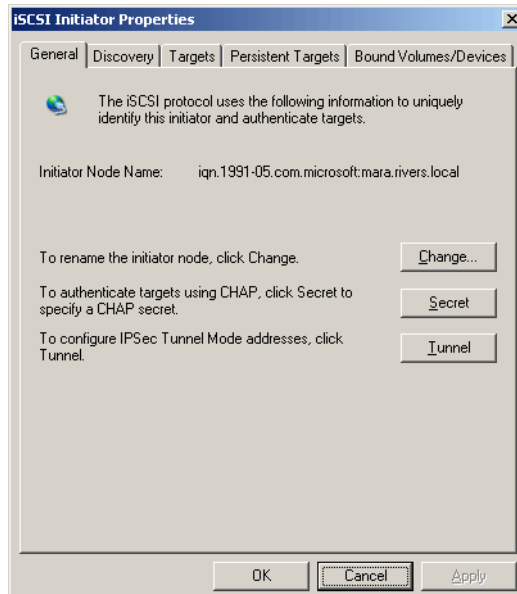 iSCSI Initiator Properties
General Discovery Targets Persistent Targets Bound Volumes/Devices
The iSCSI protocol uses the following information to uniquely
identify this initiator and authenticate targets.
Initiator Node Name: iqn.1991-05.com.microsoft:mara.rivers.local
To rename the initiator node, click Change. Change...
To authenticate targets using CHAP, click Secret to
specify a CHAP secret.
Secret
To configure IPSec Tunnel Mode addresses, click
Tunnel.
Tunnel
OK Cancel Apply